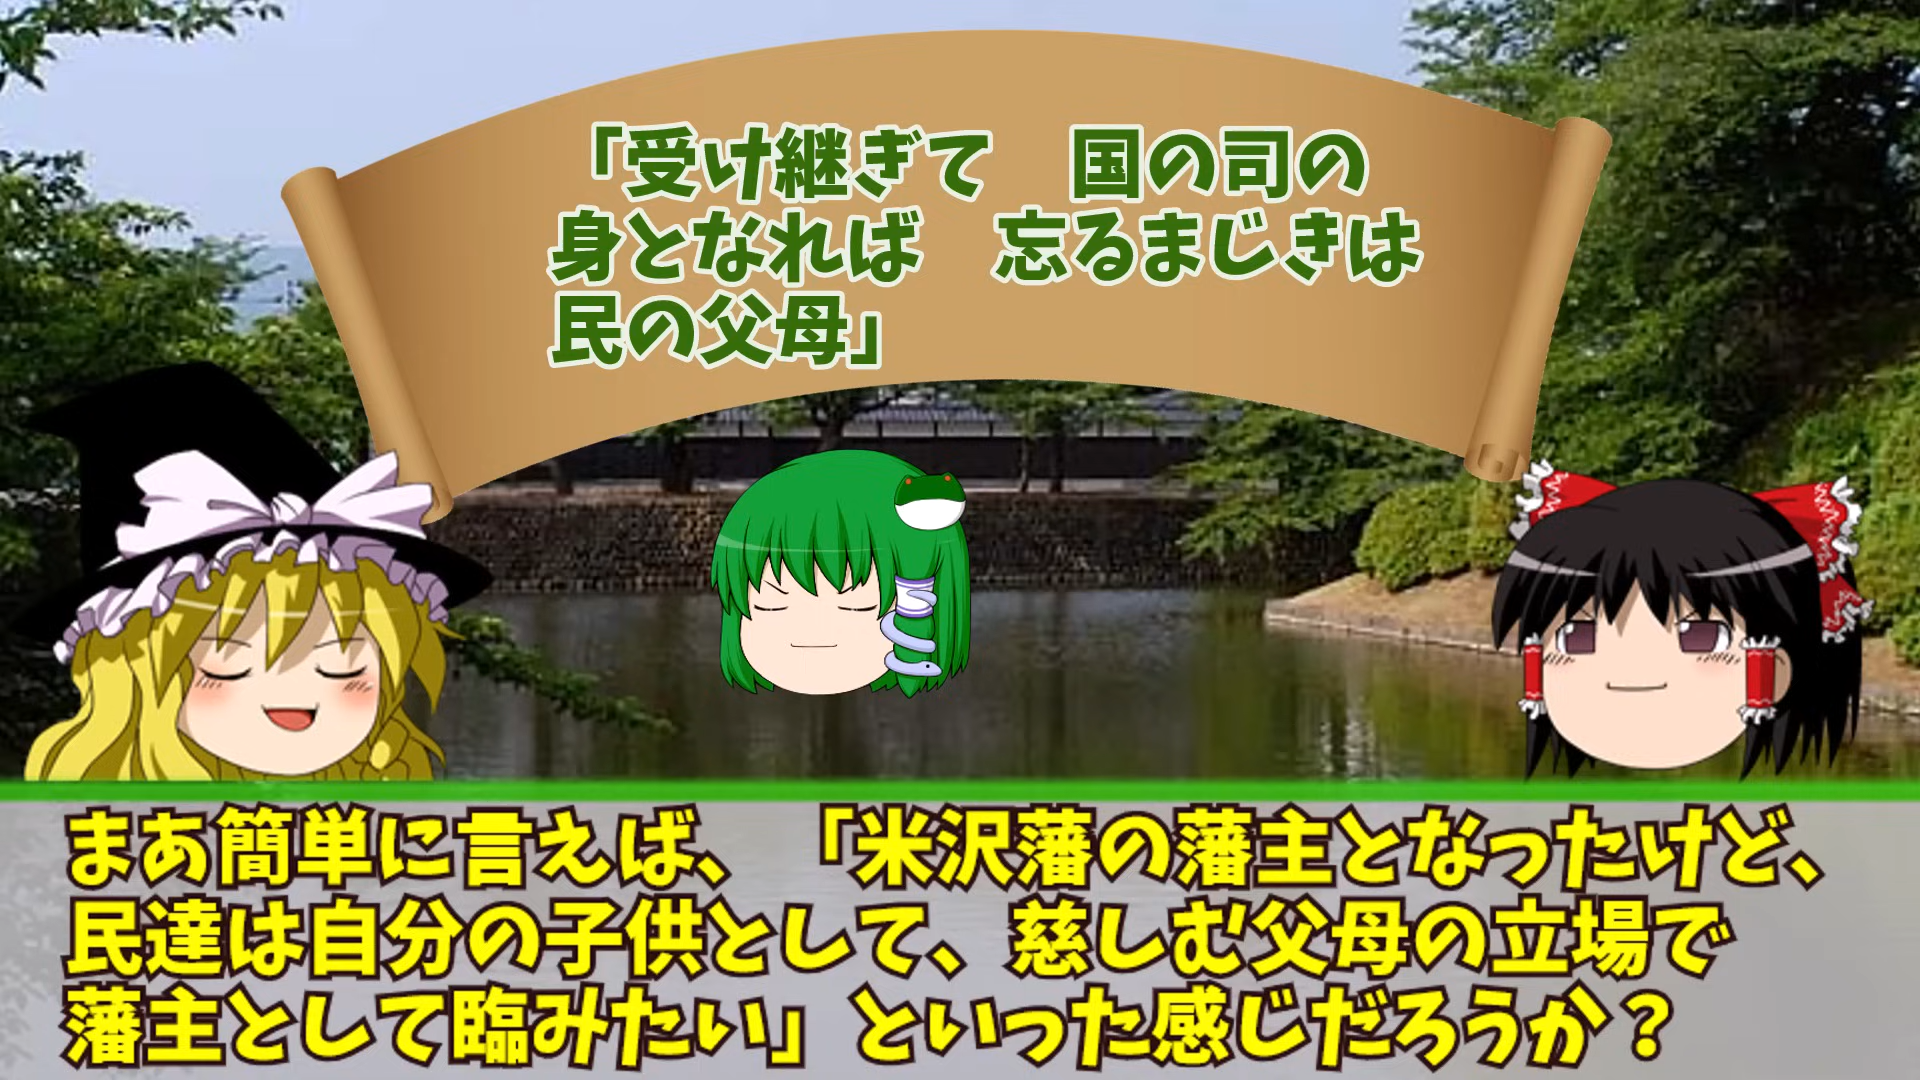 「受け継ぎて　国の司の
身となれば　忘るまじきは
民の父母」
まあ簡単に言えば、「米沢藩の藩主となったけど、
民達は自分の子供として、慈しむ父母の立場で
藩主として臨みたい」といった感じだろうか？